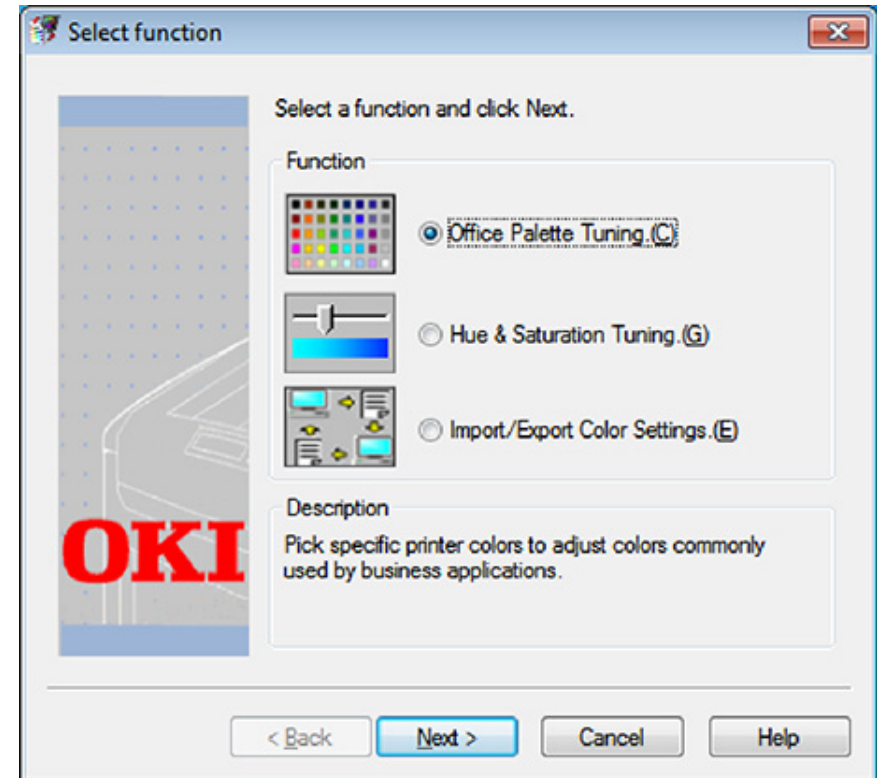 Select function
Select a function and click Next.
Function
Office Palette Tuning.(C)
Hue & Saturation Tuning.(G)
Import/Export Color Settings.(E)
OKI
Description
Pick specific printer colors to adjust colors commonly
used by business applications.
< Back Next > Cancel Help